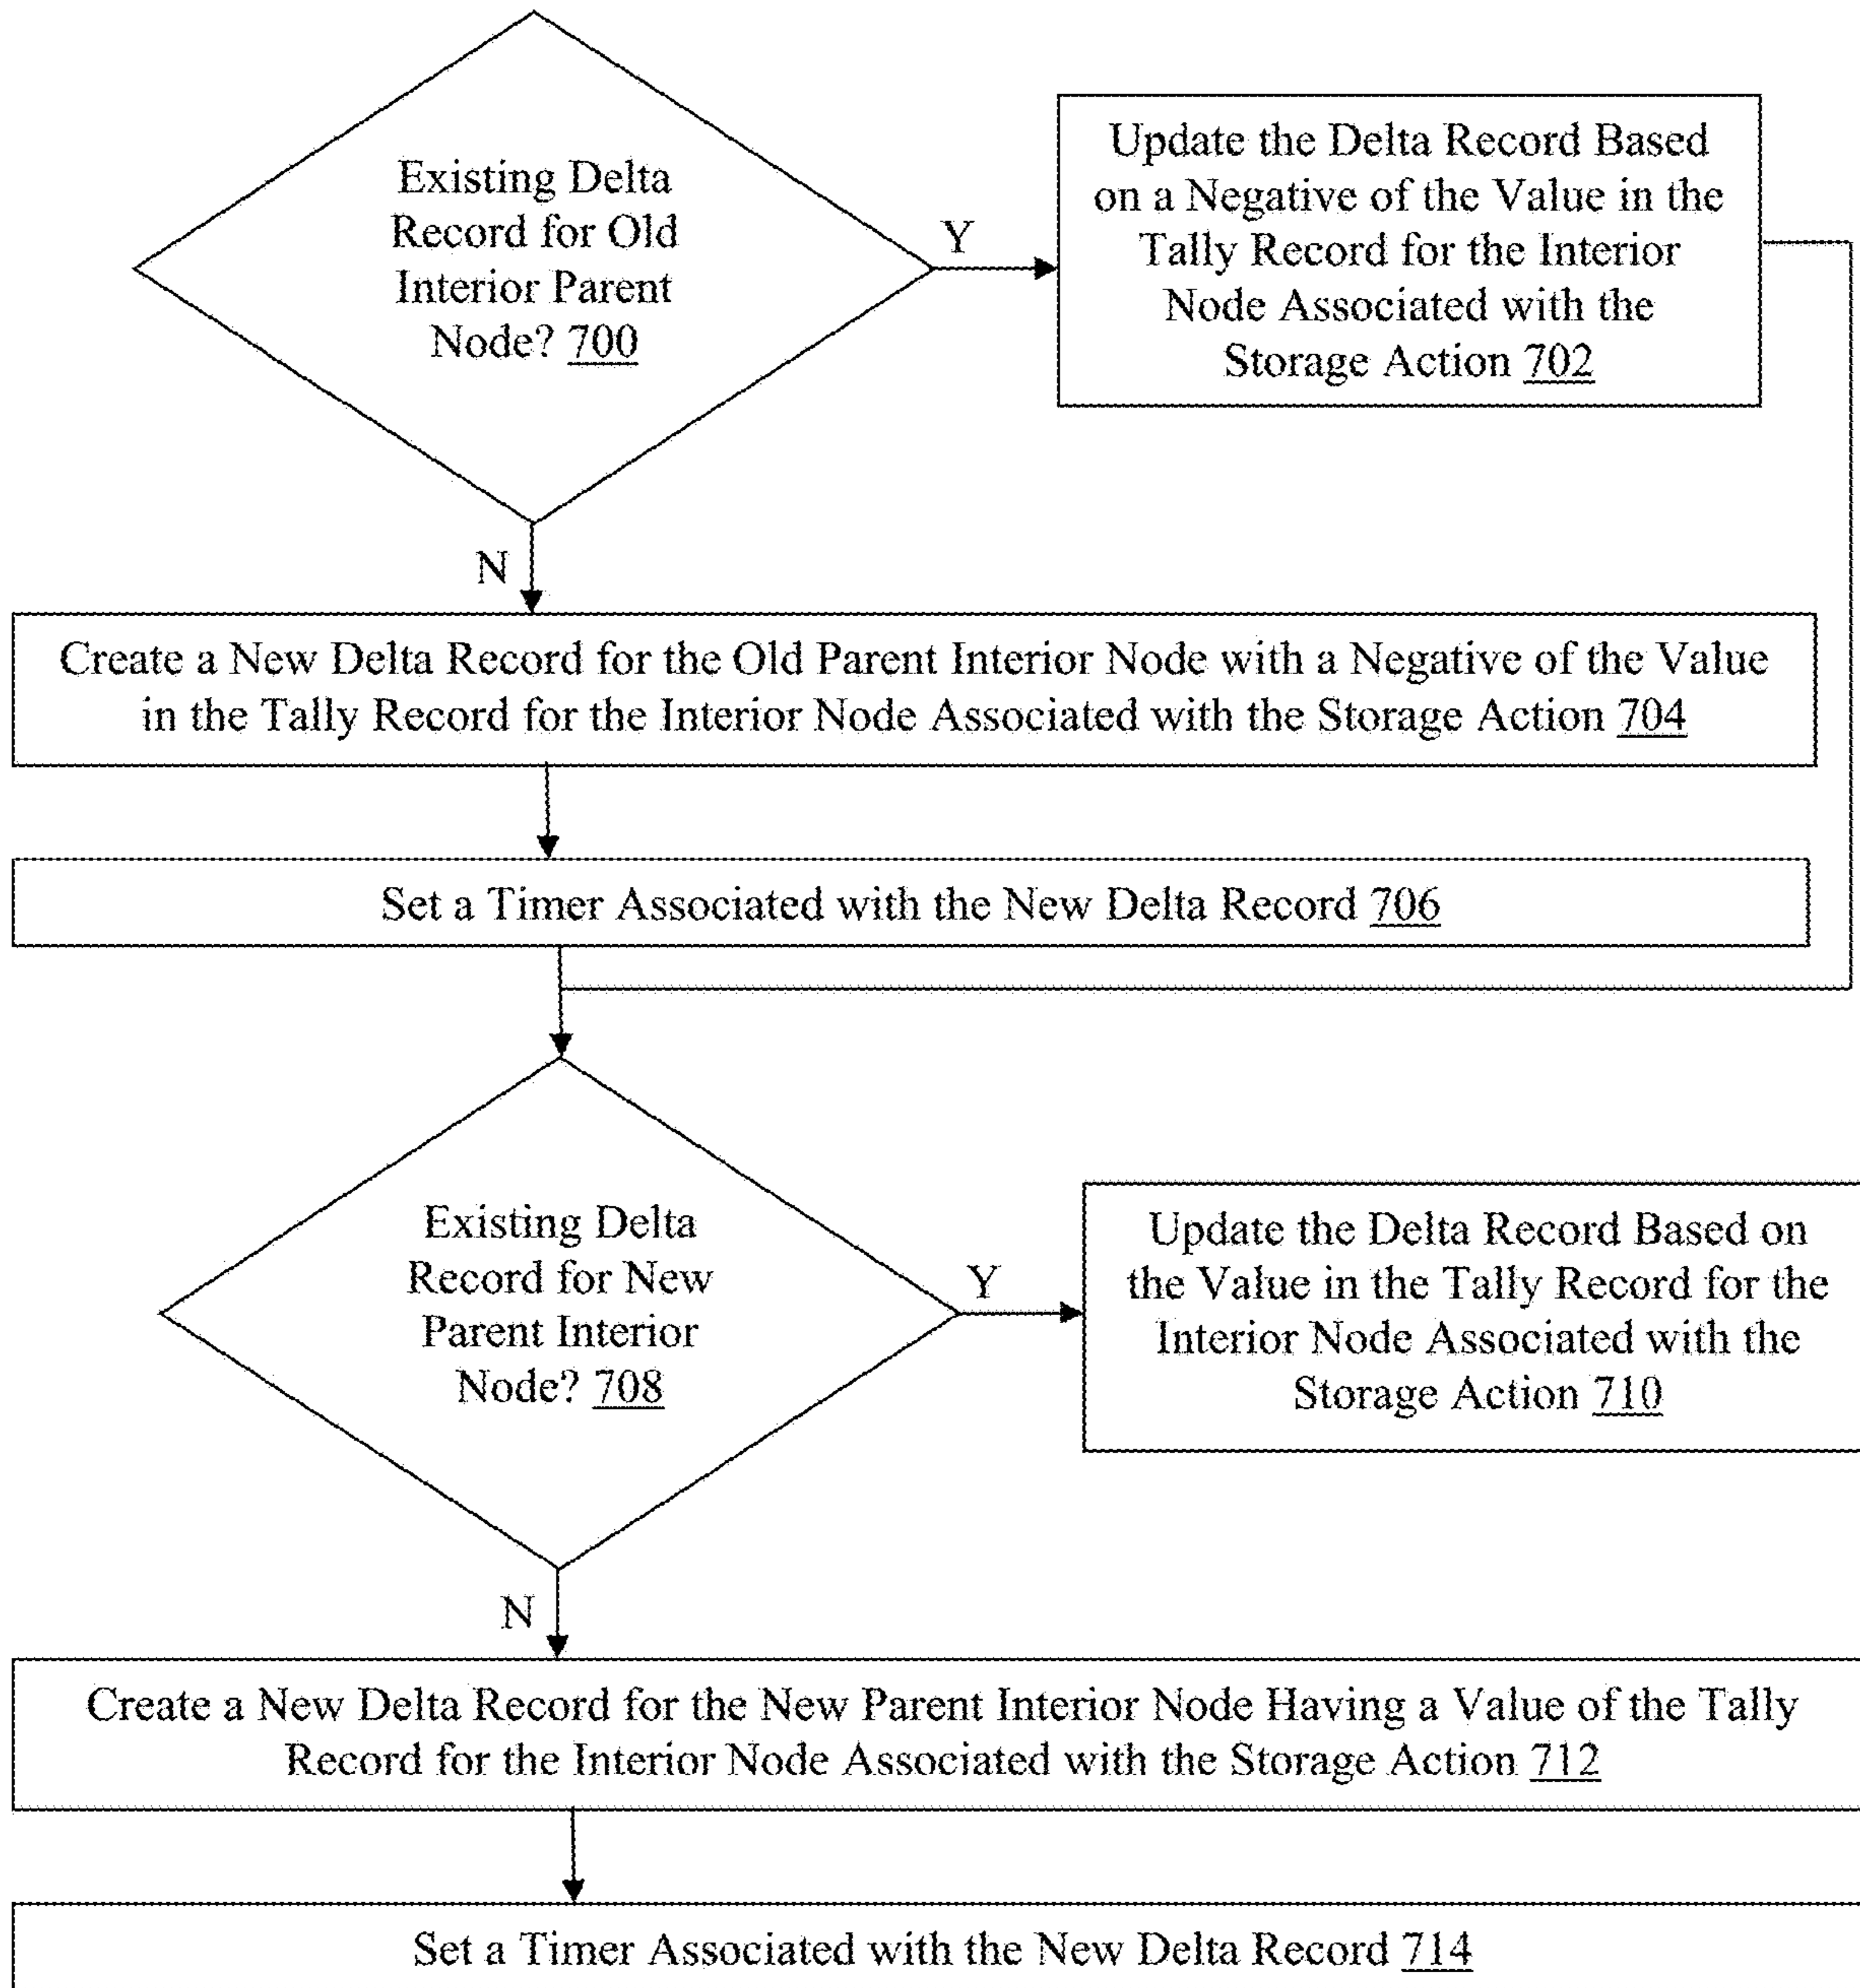 Existing Delta
Record for Old
Interior Parent
Node? 700
Y
Update the Delta Record Based
on a Negative of the Value in the
Tally Record for the Interior
Node Associated with the
Storage Action 702
N
Create a New Delta Record for the Old Parent Interior Node with a Negative of the Value
in the Tally Record for the Interior Node Associated with the Storage Action 704
Set a Timer Associated with the New Delta Record 706
Existing Delta
Record for New
Parent Interior
Node? 708
Y
Update the Delta Record Based on
the Value in the Tally Record for the
Interior Node Associated with the
Storage Action 710
N
Create a New Delta Record for the New Parent Interior Node Having a Value of the Tally
Record for the Interior Node Associated with the Storage Action 712
Set a Timer Associated with the New Delta Record 714